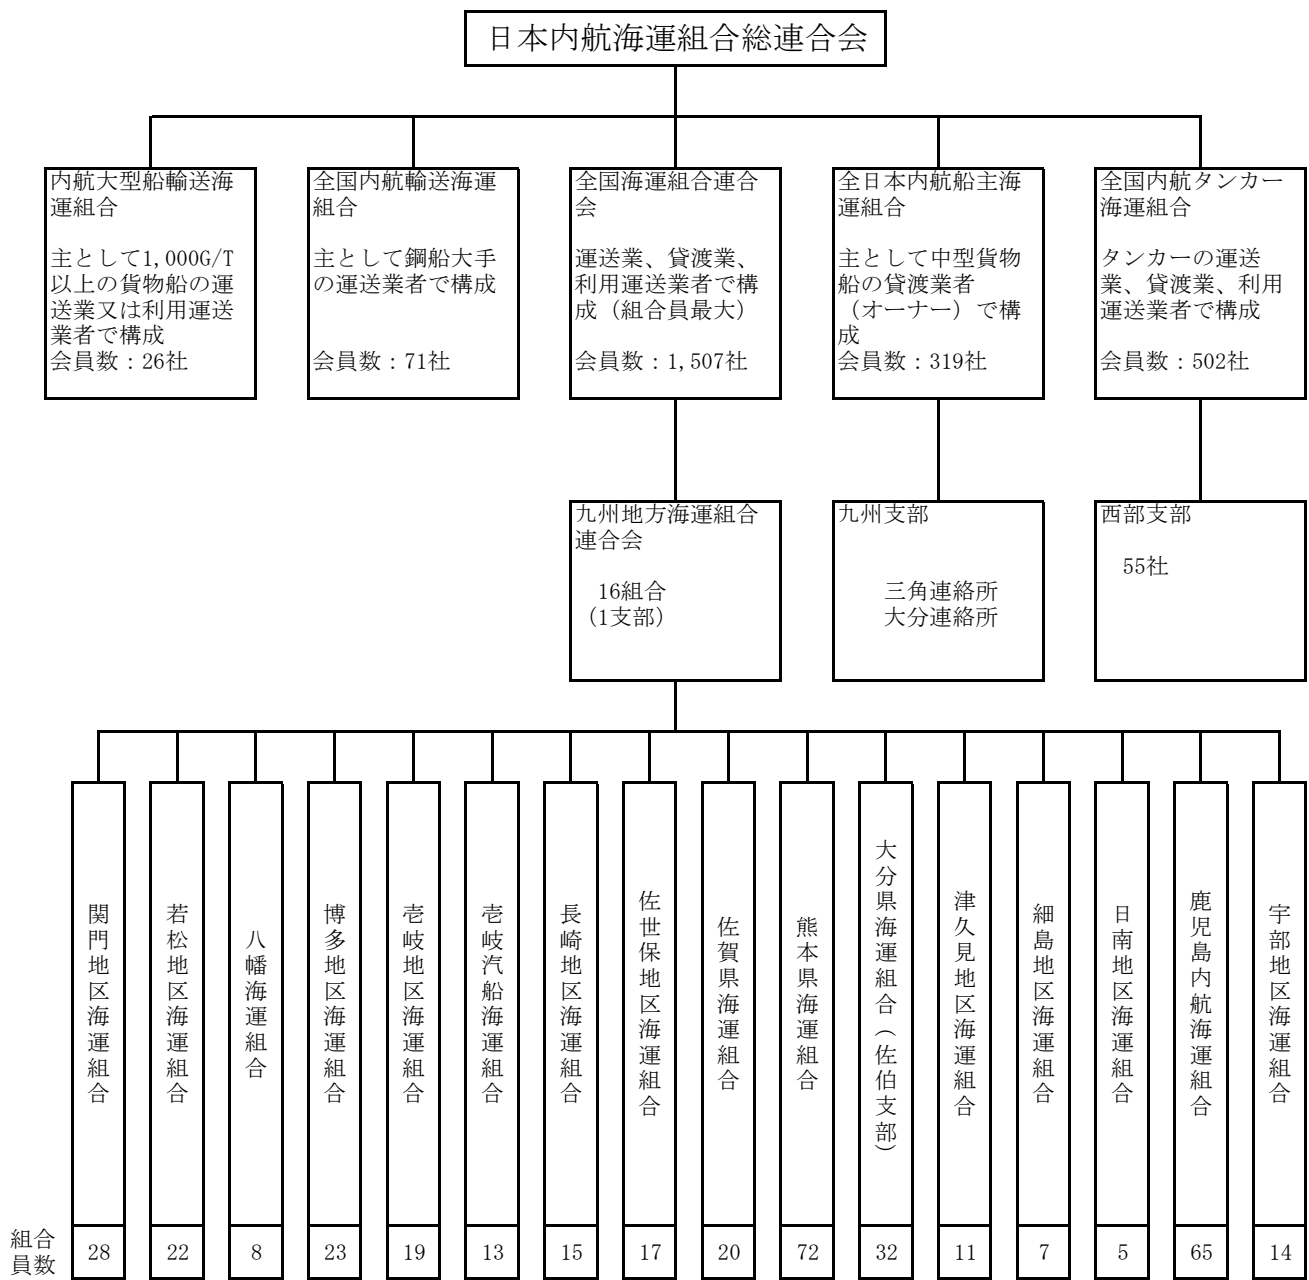 日本内航海運組合総連合会
内航大型船輸送海
運組合
主として1,000G/T
以上の貨物船の運
送業又は利用運送
業者で構成
会員数：26社
全国内航輸送海運
組合
主として鋼船大手
の運送業者で構成
会員数：71社
全国海運組合連合
会
運送業、貸渡業、
利用運送業者で構
成（組合員最大）
会員数：1,507社
全日本内航船主海
運組合
主として中型貨物
船の貸渡業者
（オーナー）で構
成
会員数：319社
全国内航タンカー
海運組合
タンカーの運送
業、貸渡業、利用
運送業者で構成
会員数：502社
九州地方海運組合
連合会
16組合
（1支部）
九州支部
三角連絡所
大分連絡所
西部支部
55社
関門地区海運組合
若松地区海運組合
八幡海運組合
博多地区海運組合
壱岐地区海運組合
壱岐汽船海運組合
長崎地区海運組合
佐世保地区海運組合
佐賀県海運組合
熊本県海運組合
大分県海運組合（佐伯支部）
津久見地区海運組合
細島地区海運組合
日南地区海運組合
鹿児島内航海運組合
宇部地区海運組合
組合
員数
28
22
8
23
19
13
15
17
20
72
32
11
7
5
65
14